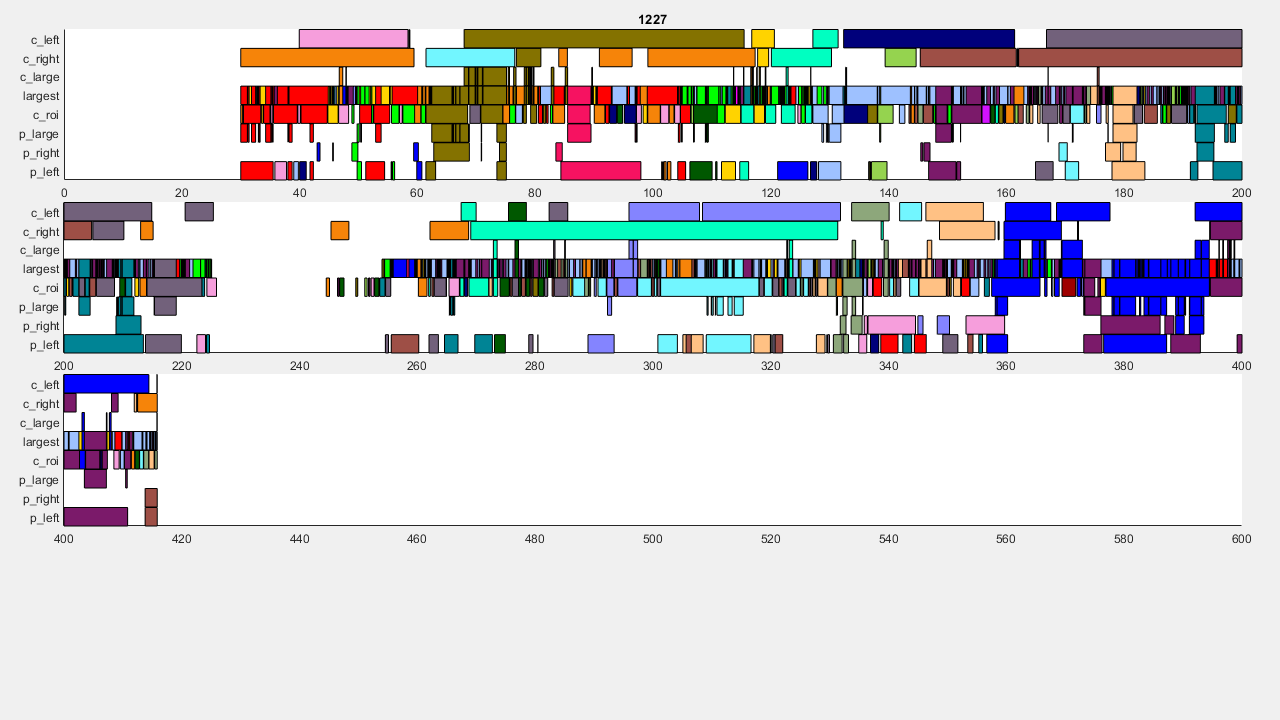 1227
c_left
c_right
c_large
largest
c_roi
p_large
p_right
p_left
0 20 40 60 80 100 120 140 160 180 200
c_left
c_right
c_large
largest
c_roi
p_large
p_right
p_left
200 220 240 260 280 300 320 340 360 380 400
c_left
c_right
c_large
largest
c_roi
p_large
p_right
p_left
400 420 440 460 480 500 520 540 560 580 600